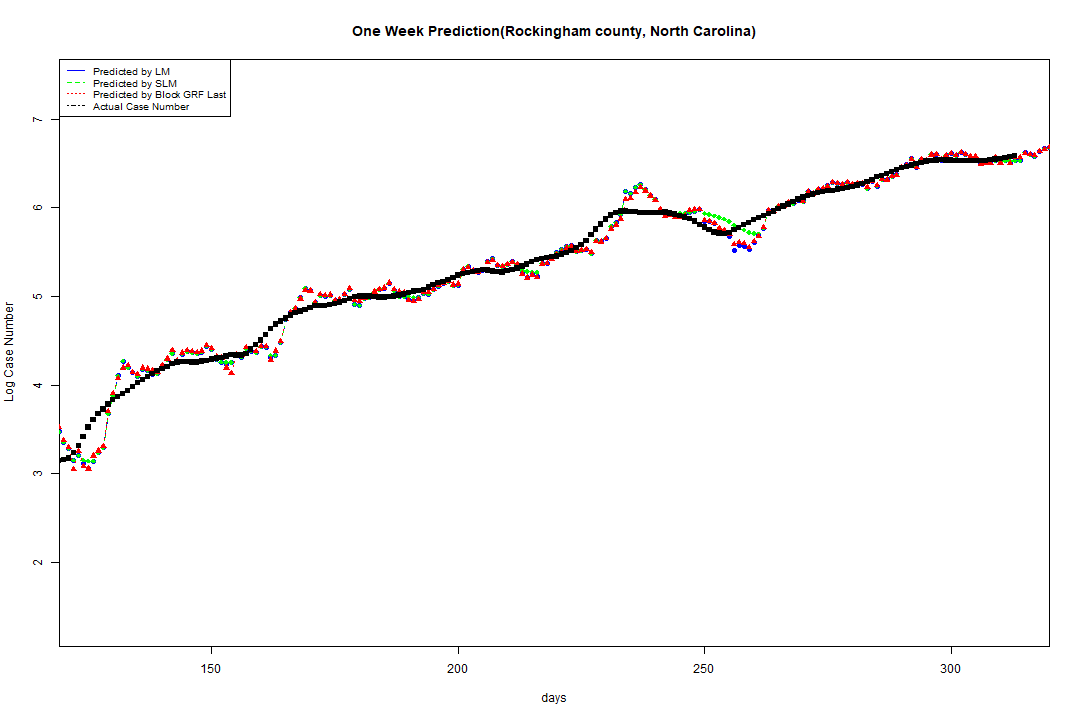 One Week Prediction(Rockingham county, North Carolina)
Predicted by LM
Predicted by SLM
Predicted by Block GRF Last
Actual Case Number
7
6
5
4
3
2
Log Case Number
150
200
250
300
days